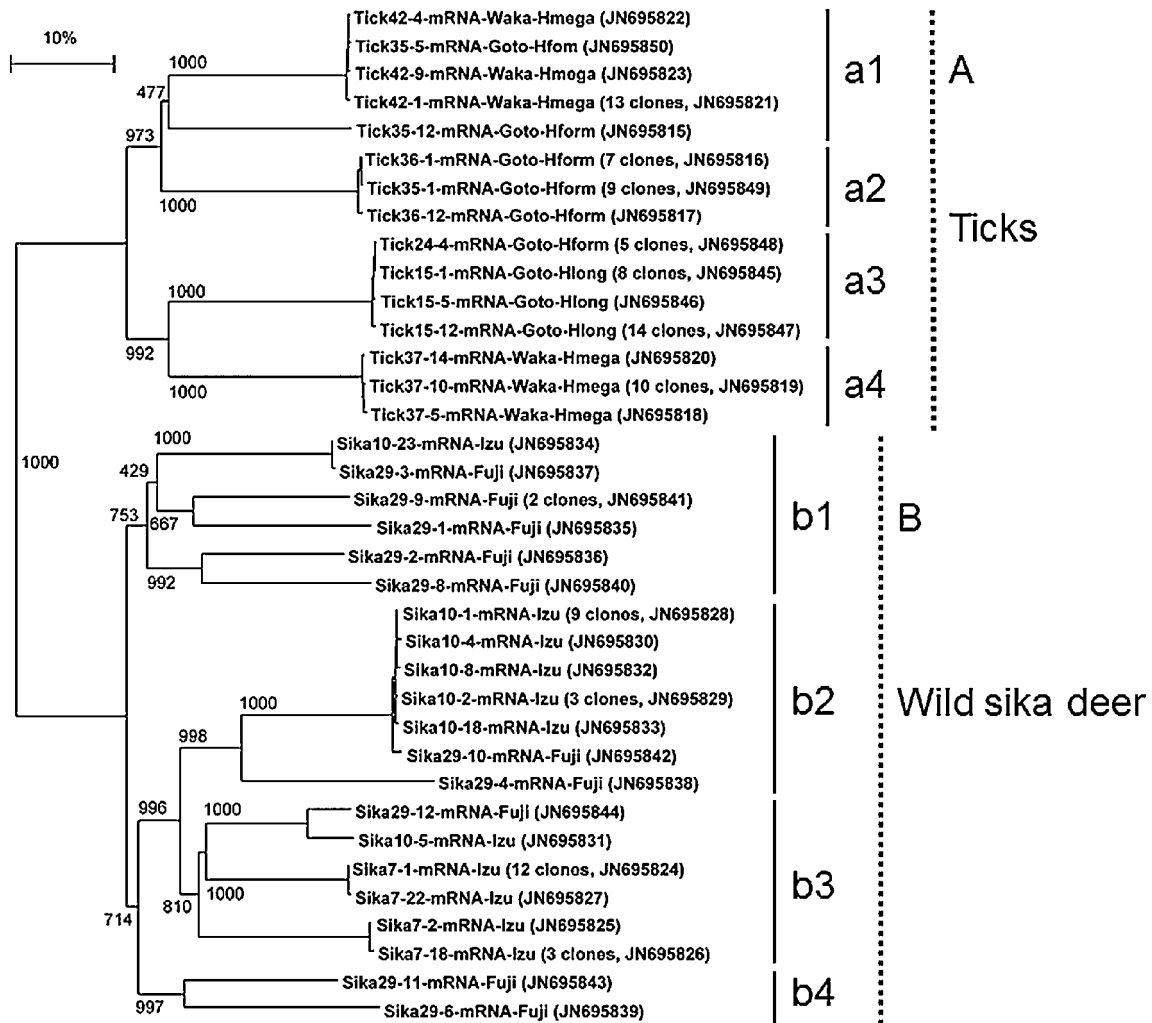 10%
Tick42-4-mRNA-Waka-Hmega (JN695822)
Tick35-5-mRNA-Goto-Hfom (JN695850)
Tick42-9-mRNA-Waka-Hmega (JN695823)
Tick42-1-mRNA-Waka-Hmega (13 clones, JN695821)
Tick35-12-mRNA-Goto-Hform (JN695815)
Tick36-1-mRNA-Goto-Hform (7 clones, JN695816)
Tick35-1-mRNA-Goto-Hform (9 clones, JN695849)
Tick36-12-mRNA-Goto-Hform (JN695817)
Tick24-4-mRNA-Goto-Hform (5 clones, JN695848)
Tick15-1-mRNA-Goto-Hlong (8 clones, JN695845)
Tick15-5-mRNA-Goto-Hlong (JN695846)
Tick15-12-mRNA-Goto-Hlong (14 clones, JN695847)
Tick37-14-mRNA-Waka-Hmega (JN695820)
Tick37-10-mRNA-Waka-Hmega (10 clones, JN695819)
Tick37-5-mRNA-Waka-Hmega (JN695818)
Sika10-23-mRNA-Izu (JN695834)
Sika29-3-mRNA-Fuji (JN695837)
Sika29-9-mRNA-Fuji (2 clones, JN695841)
Sika29-1-mRNA-Fuji (JN695835)
Sika29-2-mRNA-Fuji (JN695836)
Sika29-8-mRNA-Fuji (JN695840)
Sika10-1-mRNA-Izu (9 clones, JN695828)
Sika10-4-mRNA-Izu (JN695830)
Sika10-8-mRNA-Izu (JN695832)
Sika10-2-mRNA-Izu (3 clones, JN695829)
Sika10-18-mRNA-Izu (JN695833)
Sika29-10-mRNA-Fuji (JN695842)
Sika29-4-mRNA-Fuji (JN695838)
Sika29-12-mRNA-Fuji (JN695844)
Sika10-5-mRNA-Izu (JN695831)
Sika7-1-mRNA-Izu (12 clones, JN695824)
Sika7-22-mRNA-Izu (JN695827)
Sika7-2-mRNA-Izu (JN695825)
Sika7-18-mRNA-Izu (3 clones, JN695826)
Sika29-11-mRNA-Fuji (JN695843)
Sika29-6-mRNA-Fuji (JN695839)
1000
477
973
1000
1000
992
1000
1000
1000
429
753
667
992
1000
998
996
1000
1000
810
714
997
a1
a2
a3
a4
A
Ticks
b1
b2
b3
b4
B
Wild sika deer